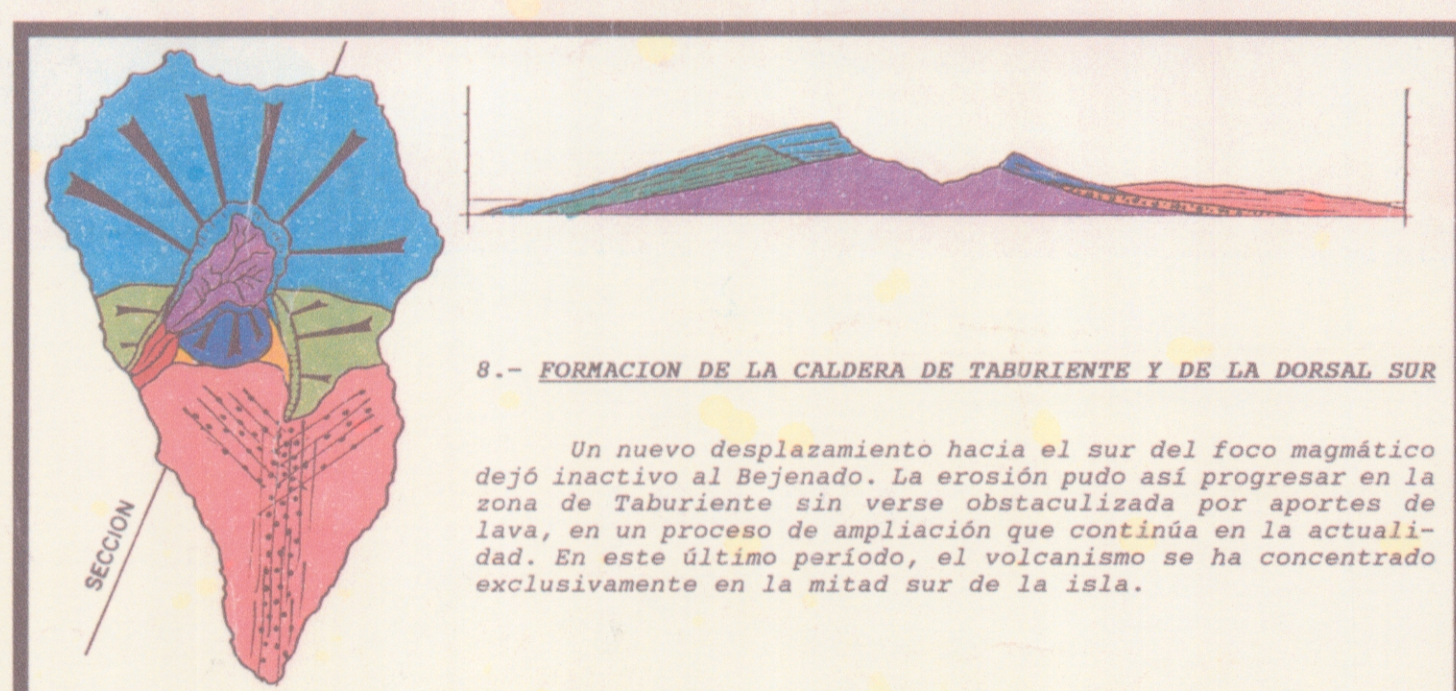 SECCION
8.- FORMACION DE LA CALDERA DE TABURIENTE Y DE LA DORSAL SUR
Un nuevo desplazamiento hacia el sur del foco magmático
dejó inactivo al Bejenado. La erosión pudo así progresar en la
zona de Taburiente sin verse obstaculizada por aportes de
lava, en un proceso de ampliación que continúa en la actuali-
dad. En este último período, el volcanismo se ha concentrado
exclusivamente en la mitad sur de la isla.